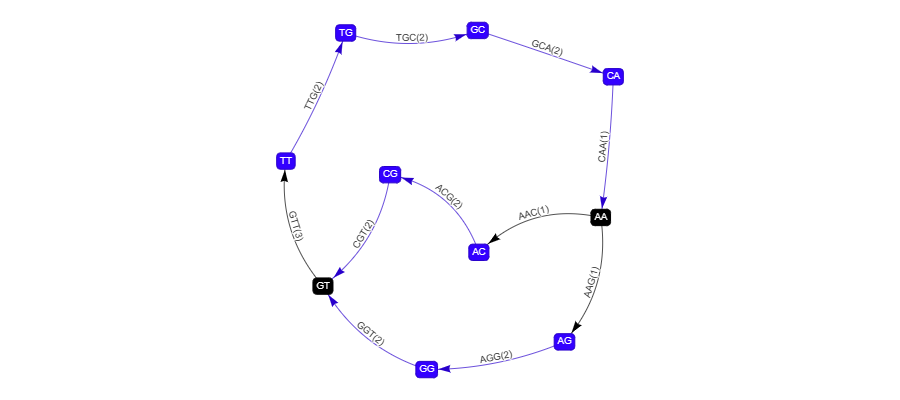 TG
TGC(2)
GC
GCA(2)
CA
TTG(2)
CAA(1)
TT
CG
ACG(2)
AAC(1)
AA
GTT(3)
CGT(2)
AC
AAG(1)
GT
GGT(2)
AG
AGG(2)
GG